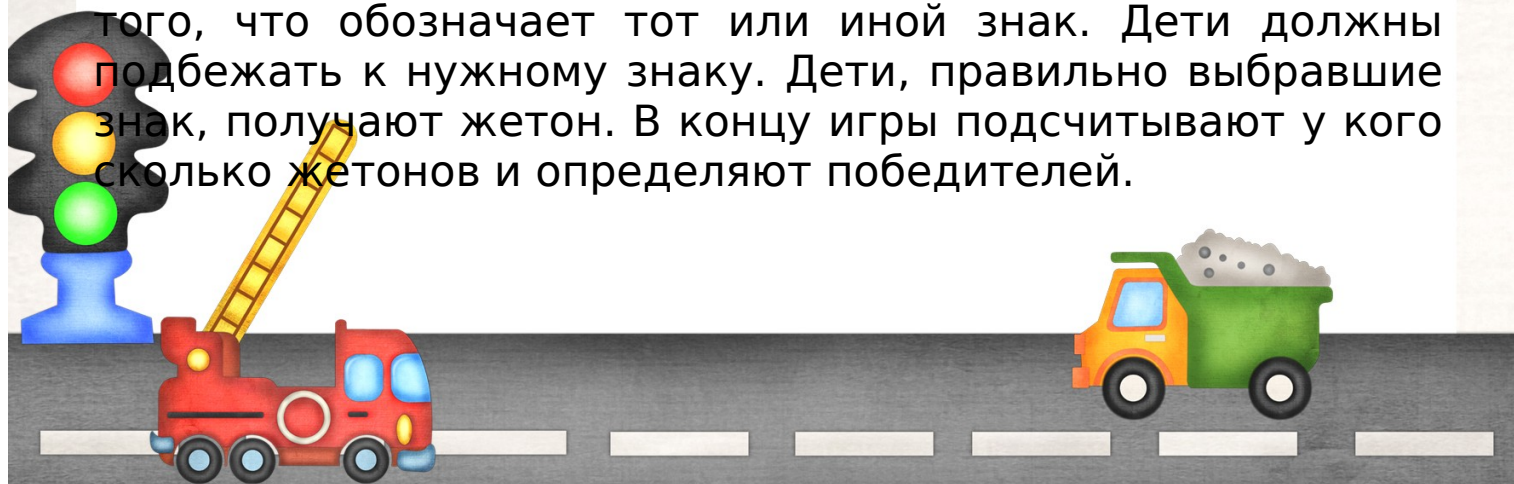 того, что обозначает тот или иной знак. Дети должны
подбежать к нужному знаку. Дети, правильно выбравшие
знак, получают жетон. В концу игры подсчитывают у кого
сколько жетонов и определяют победителей.